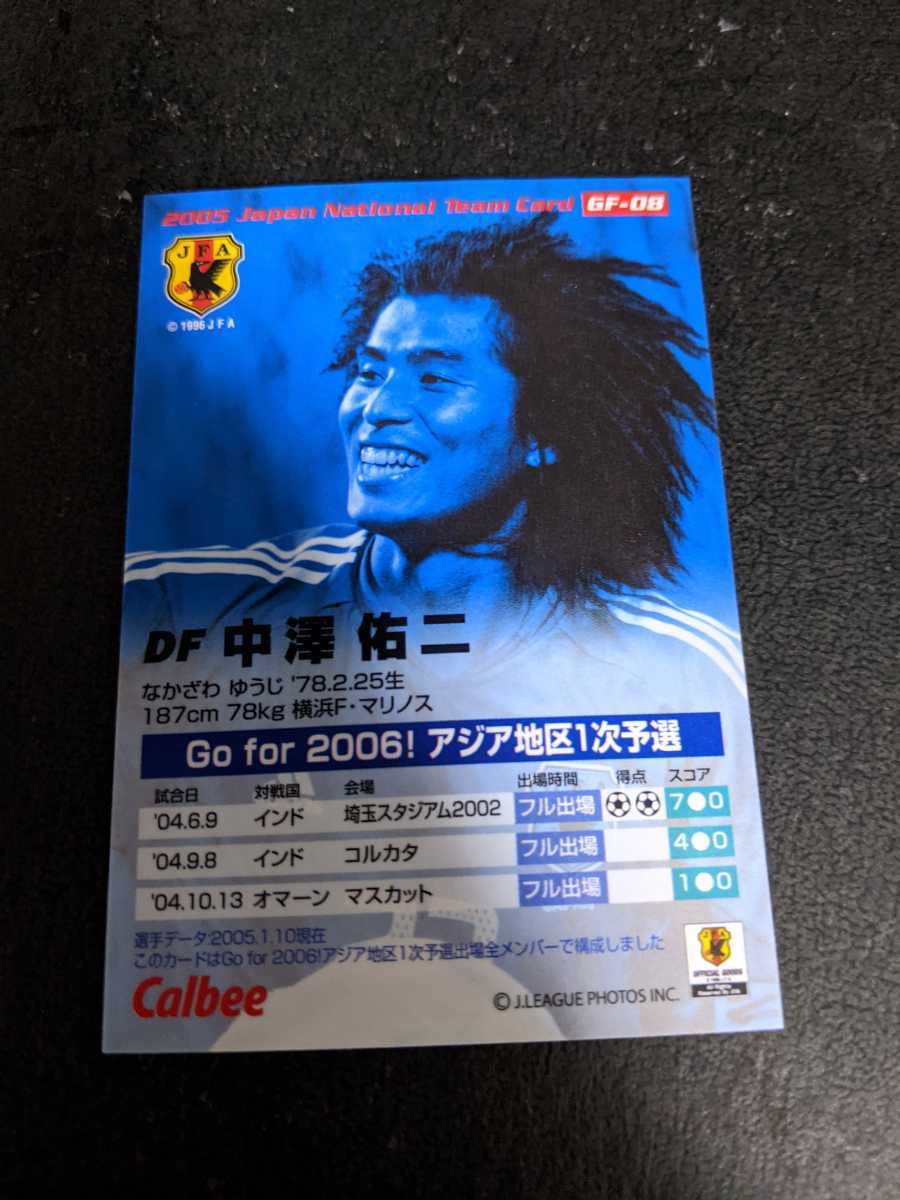 2005 Japan National Team Card GF-08
JFA
© 1996 JFA
DF 中澤 佑二
なかざわ ゆうじ '78.2.25生
187cm 78kg 横浜F・マリノス
Go for 2006! アジア地区1次予選
試合日 対戦国 会場 出場時間 得点 スコア
'04.6.9 インド 埼玉スタジアム2002 フル出場 7●0
'04.9.8 インド コルカタ フル出場 4●0
'04.10.13 オマーン マスカット フル出場 1●0
選手データ:2005.1.10現在
このカードはGo for 2006!アジア地区1次予選出場全メンバーで構成しました
Calbee
© J.LEAGUE PHOTOS INC.
JFA
OFFICIAL GOODS